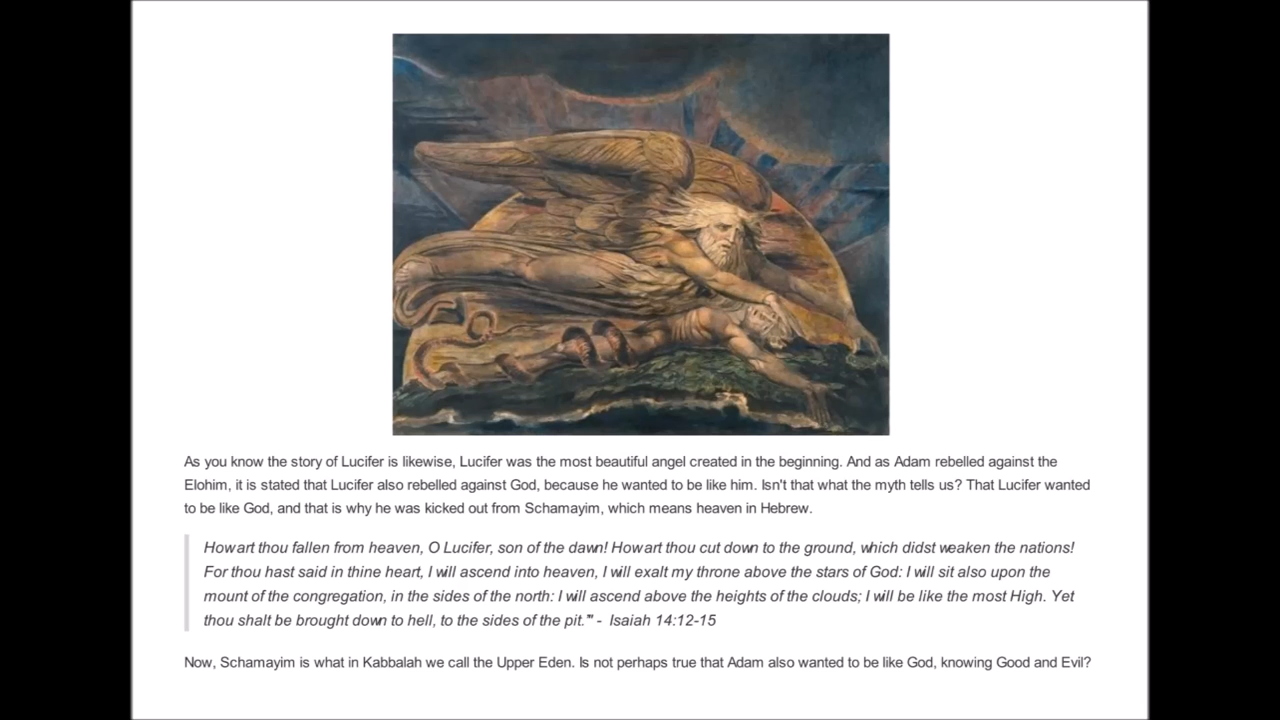 As you know the story of Lucifer is likewise, Lucifer was the most beautiful angel created in the beginning. And as Adam rebelled against the
Elohim, it is stated that Lucifer also rebelled against God, because he wanted to be like him. Isn't that what the myth tells us? That Lucifer wanted
to be like God, and that is why he was kicked out from Schamayim, which means heaven in Hebrew.
How art thou fallen from heaven, O Lucifer, son of the dawn! How art thou cut down to the ground, which didst weaken the nations!
For thou hast said in thine heart, I will ascend into heaven, I will exalt my throne above the stars of God: I will sit also upon the
mount of the congregation, in the sides of the north: I will ascend above the heights of the clouds; I will be like the most High. Yet
thou shalt be brought down to hell, to the sides of the pit.'" - Isaiah 14:12-15
Now, Schamayim is what in Kabbalah we call the Upper Eden. Is not perhaps true that Adam also wanted to be like God, knowing Good and Evil?